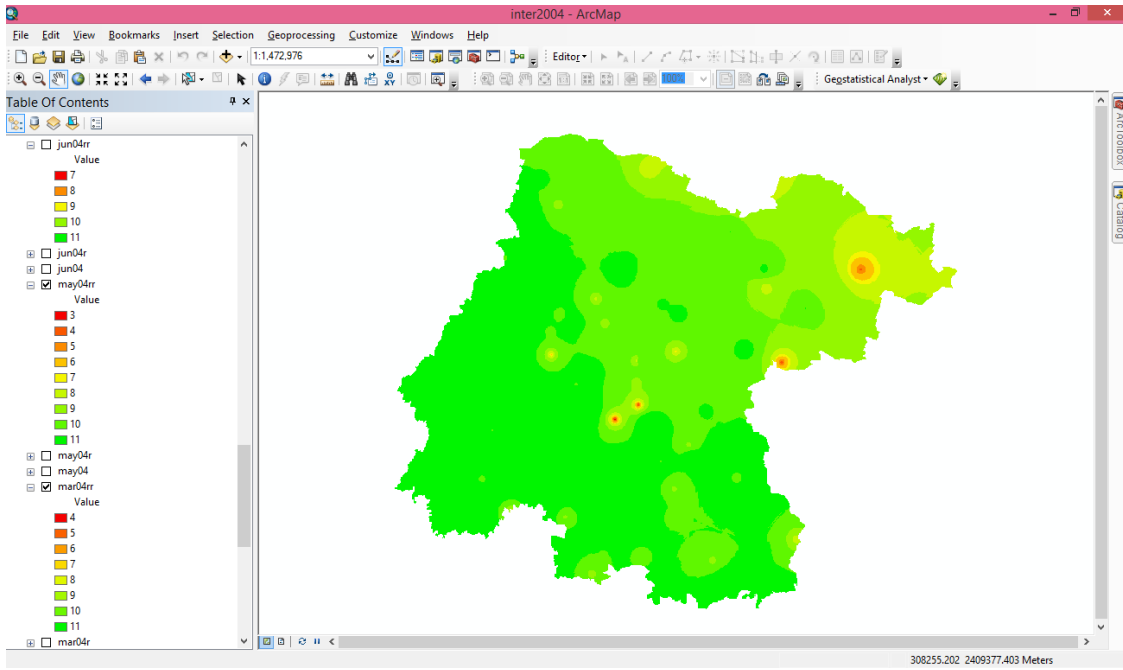 inter2004 - ArcMap
File Edit View Bookmarks Insert Selection Geoprocessing Customize Windows Help
1:1,472,976
Editor
100%
Geostatistical Analyst
Table Of Contents
jun04rr
Value
7
8
9
10
11
jun04r
jun04
may04rr
Value
3
4
5
6
7
8
9
10
11
may04r
may04
mar04rr
Value
4
5
6
7
8
9
10
11
mar04r
ArcToolbox
Catalog
308255.202 2409377.403 Meters